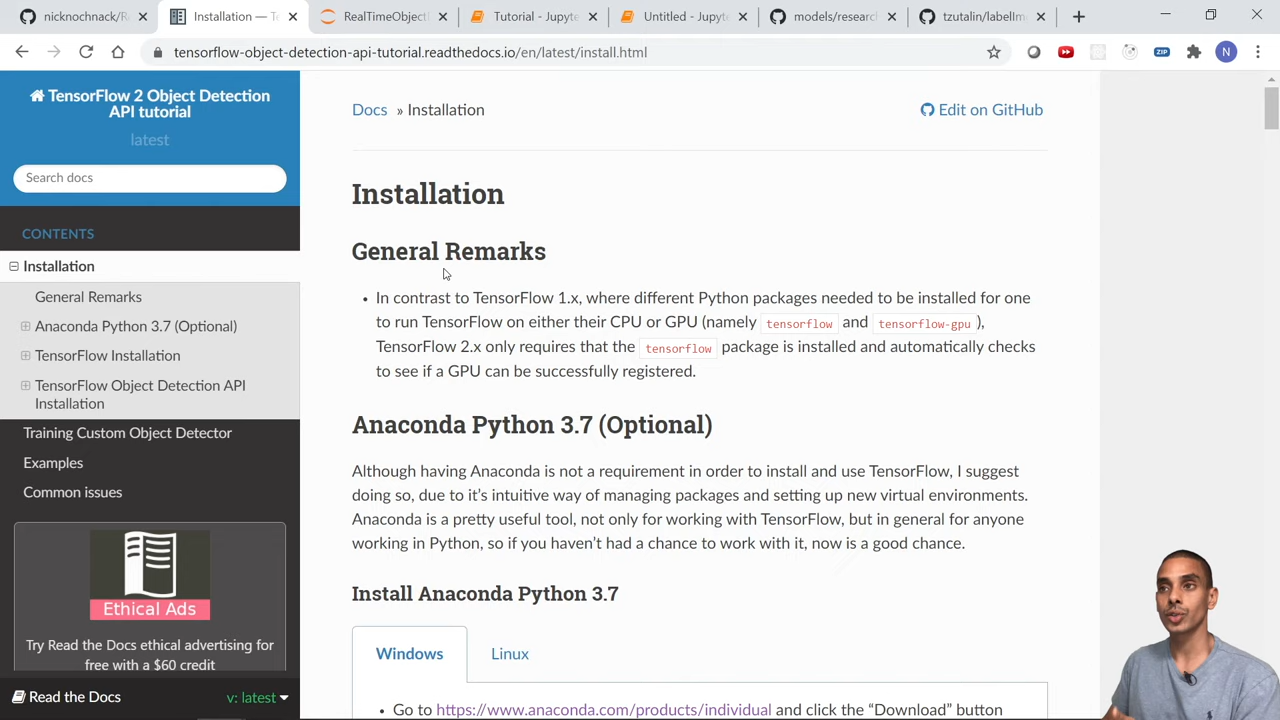 nicknochnack/R
Installation — T
RealTimeObjectI
Tutorial - Jupyte
Untitled - Jupyte
models/research
tzutalin/labelIm
tensorflow-object-detection-api-tutorial.readthedocs.io/en/latest/install.html
ZIP
N
TensorFlow 2 Object Detection
API tutorial
latest
Search docs
CONTENTS
Installation
General Remarks
Anaconda Python 3.7 (Optional)
TensorFlow Installation
TensorFlow Object Detection API
Installation
Training Custom Object Detector
Examples
Common issues
Ethical Ads
Try Read the Docs ethical advertising for
free with a $60 credit
Read the Docs
v: latest
Docs » Installation
Edit on GitHub
Installation
General Remarks
• In contrast to TensorFlow 1.x, where different Python packages needed to be installed for one
to run TensorFlow on either their CPU or GPU (namely tensorflow and tensorflow-gpu ),
TensorFlow 2.x only requires that the tensorflow package is installed and automatically checks
to see if a GPU can be successfully registered.
Anaconda Python 3.7 (Optional)
Although having Anaconda is not a requirement in order to install and use TensorFlow, I suggest
doing so, due to it’s intuitive way of managing packages and setting up new virtual environments.
Anaconda is a pretty useful tool, not only for working with TensorFlow, but in general for anyone
working in Python, so if you haven’t had a chance to work with it, now is a good chance.
Install Anaconda Python 3.7
Windows
Linux
• Go to https://www.anaconda.com/products/individual and click the “Download” button